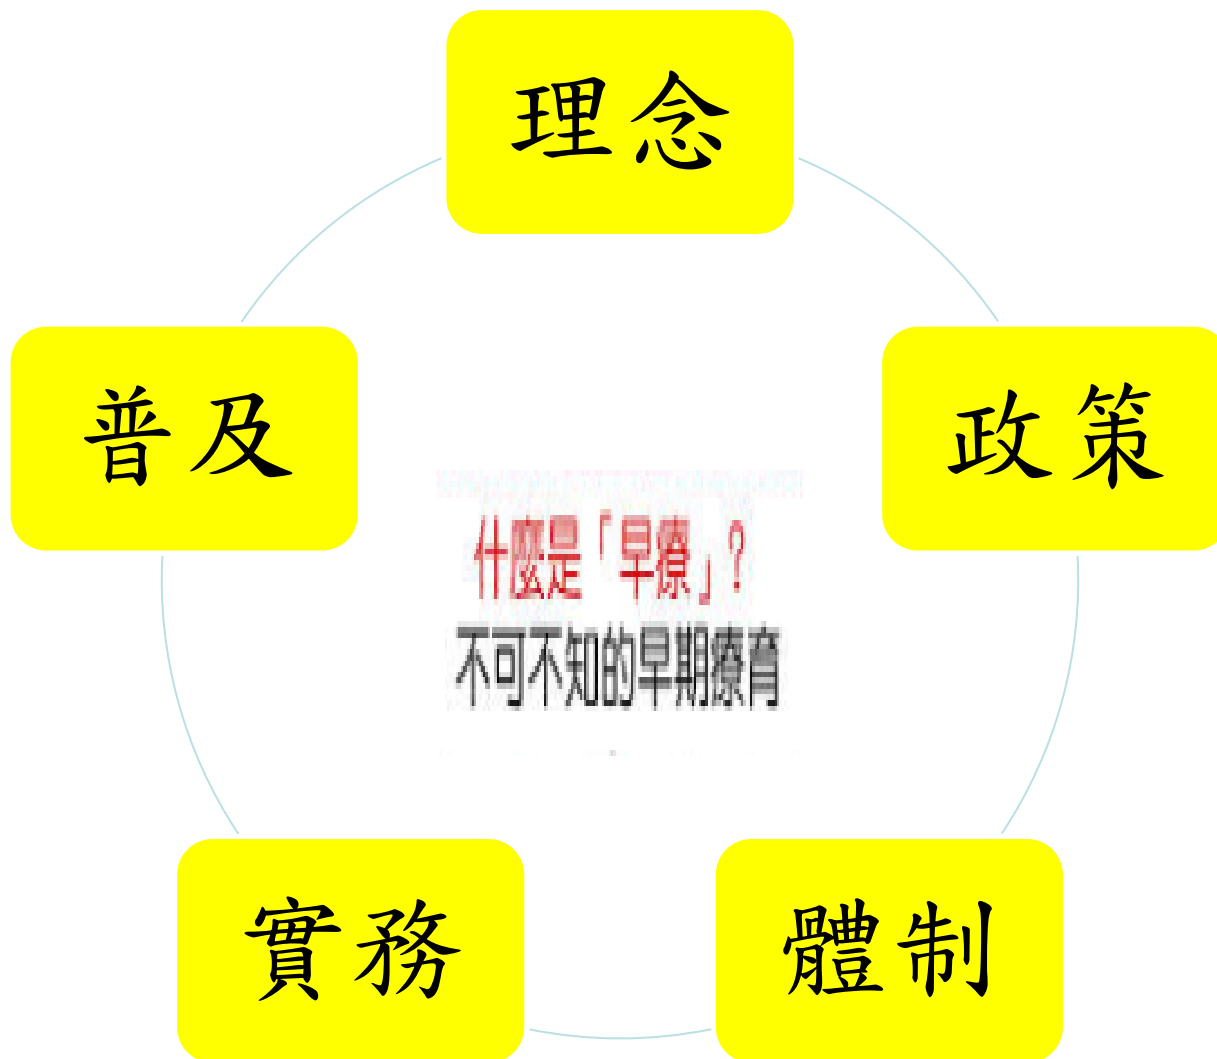 理念
普及
政策
什麼是「早療」?
不可不知的早期療育
實務
體制